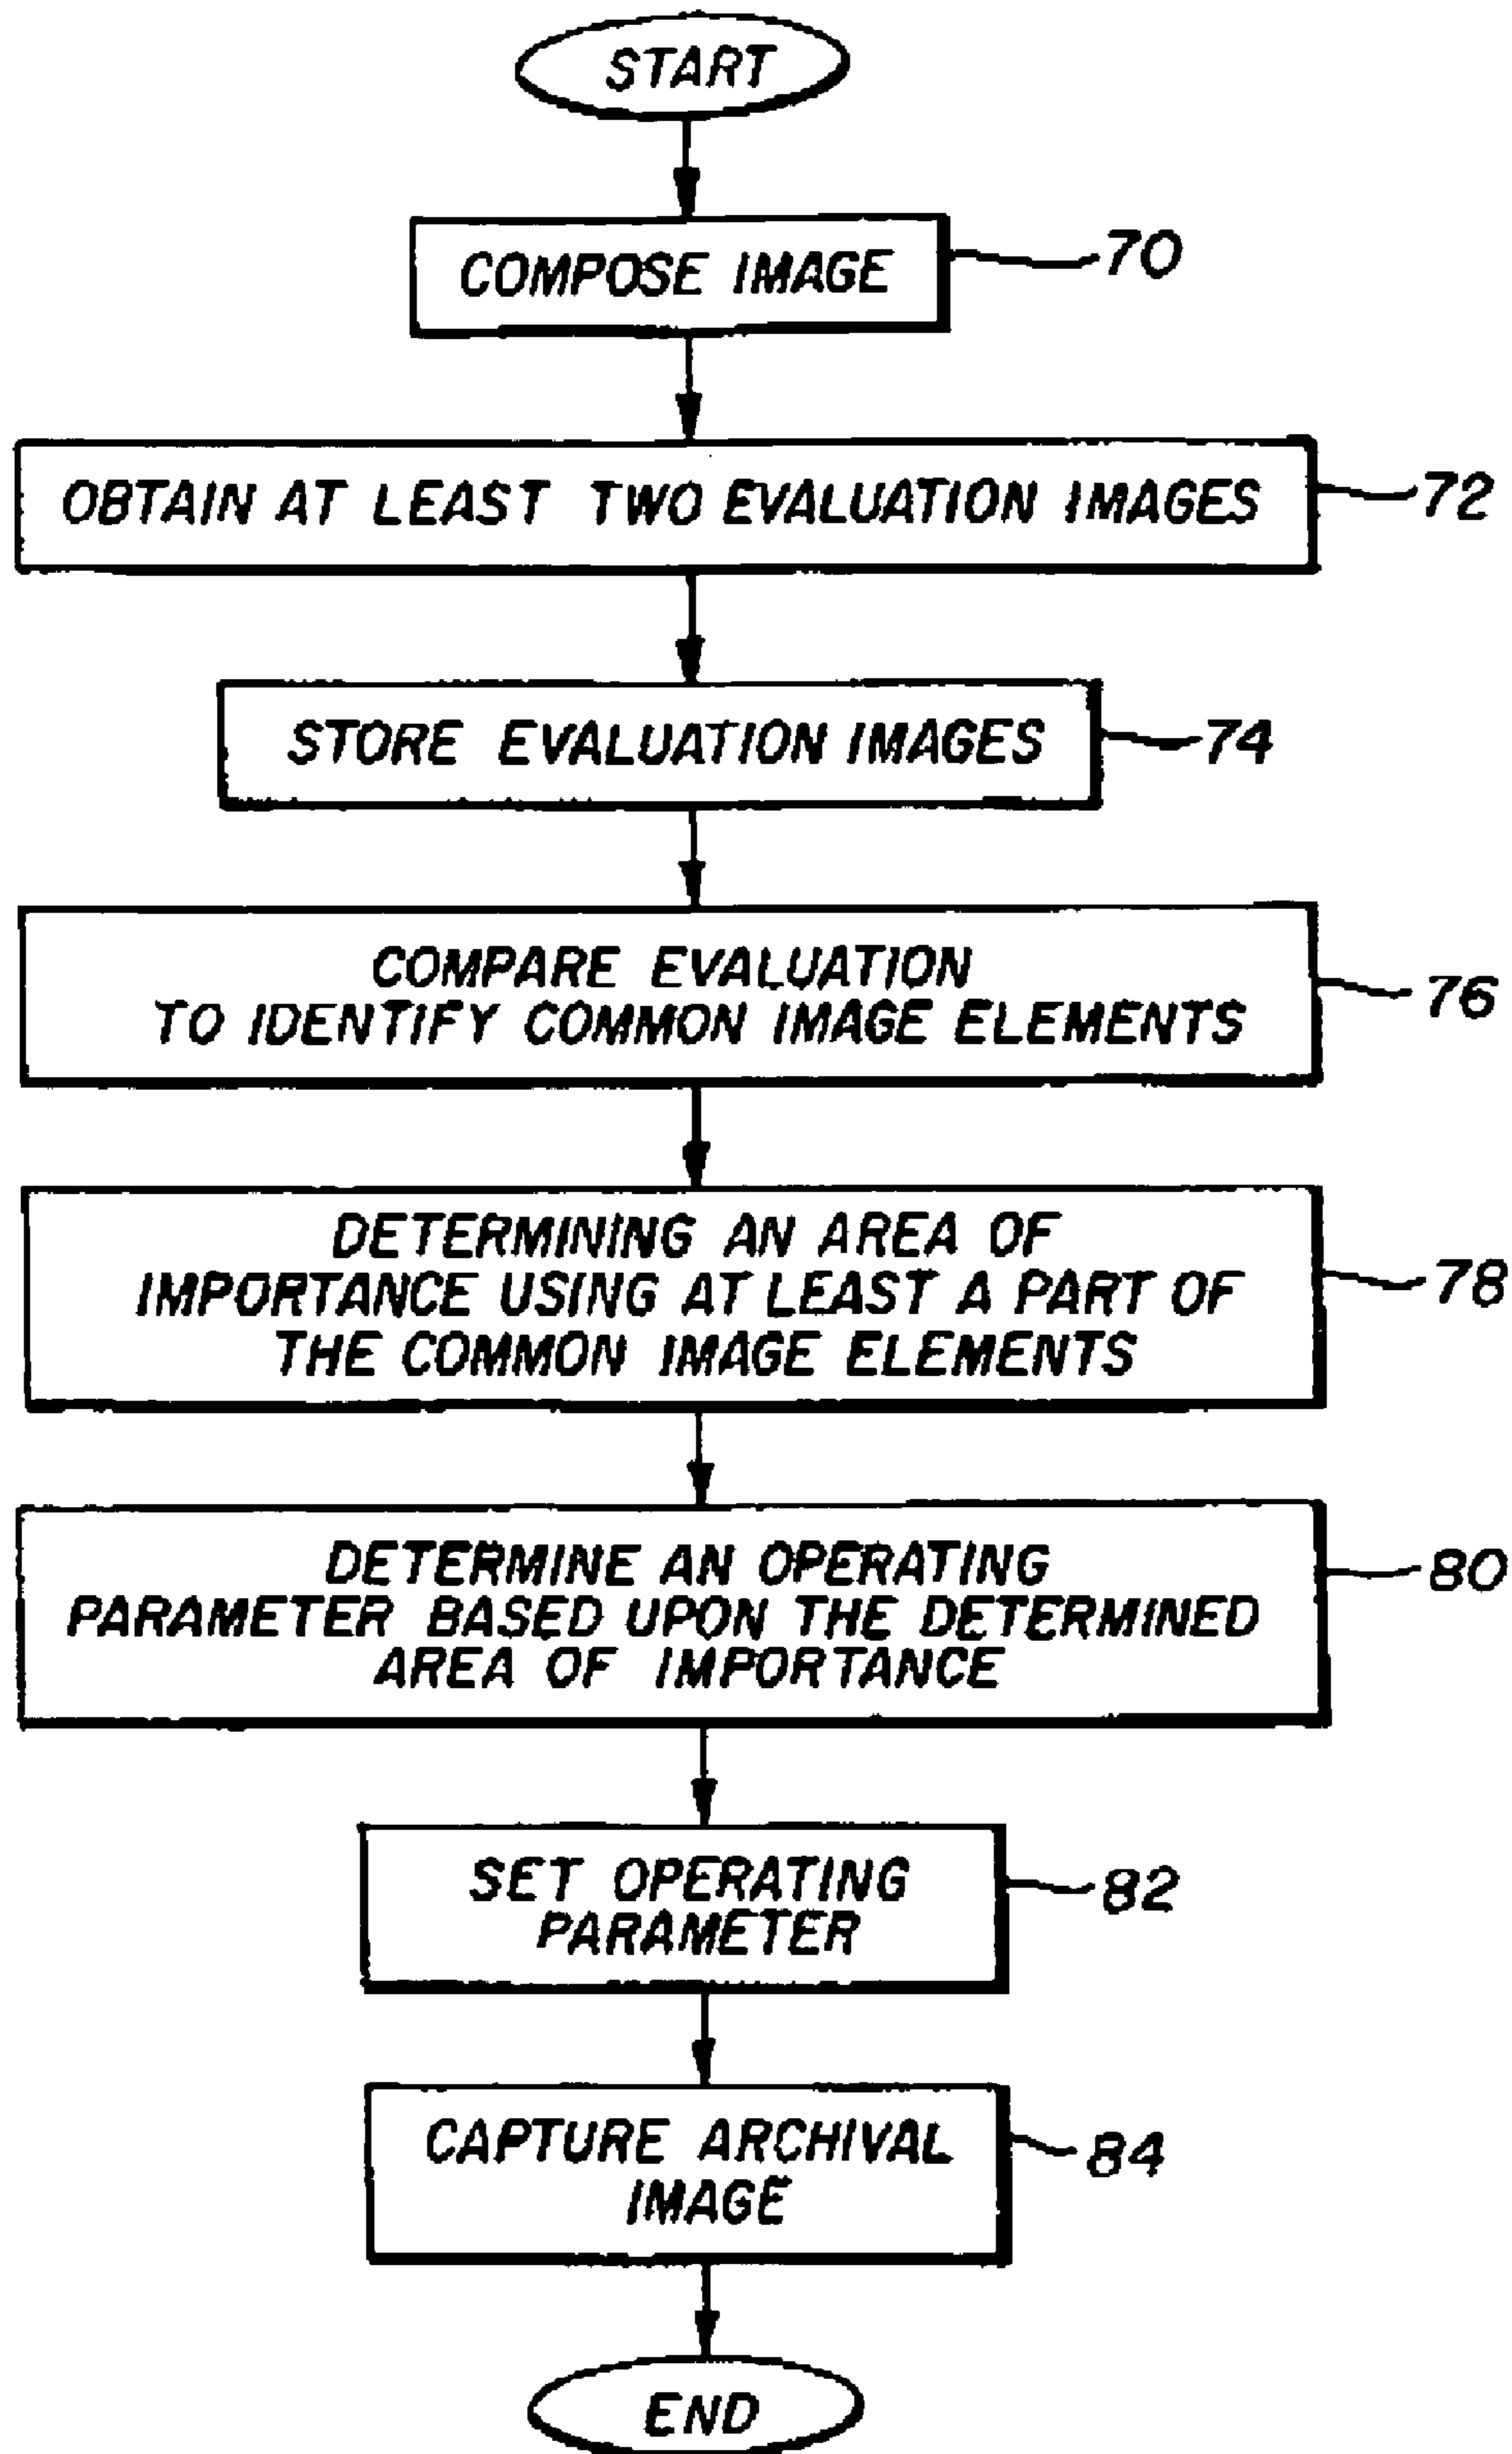 START
COMPOSE IMAGE
70
OBTAIN AT LEAST TWO EVALUATION IMAGES
72
STORE EVALUATION IMAGES
74
COMPARE EVALUATION
TO IDENTIFY COMMON IMAGE ELEMENTS
76
DETERMINING AN AREA OF
IMPORTANCE USING AT LEAST A PART OF
THE COMMON IMAGE ELEMENTS
78
DETERMINE AN OPERATING
PARAMETER BASED UPON THE DETERMINED
AREA OF IMPORTANCE
80
SET OPERATING
PARAMETER
82
CAPTURE ARCHIVAL
IMAGE
84
END